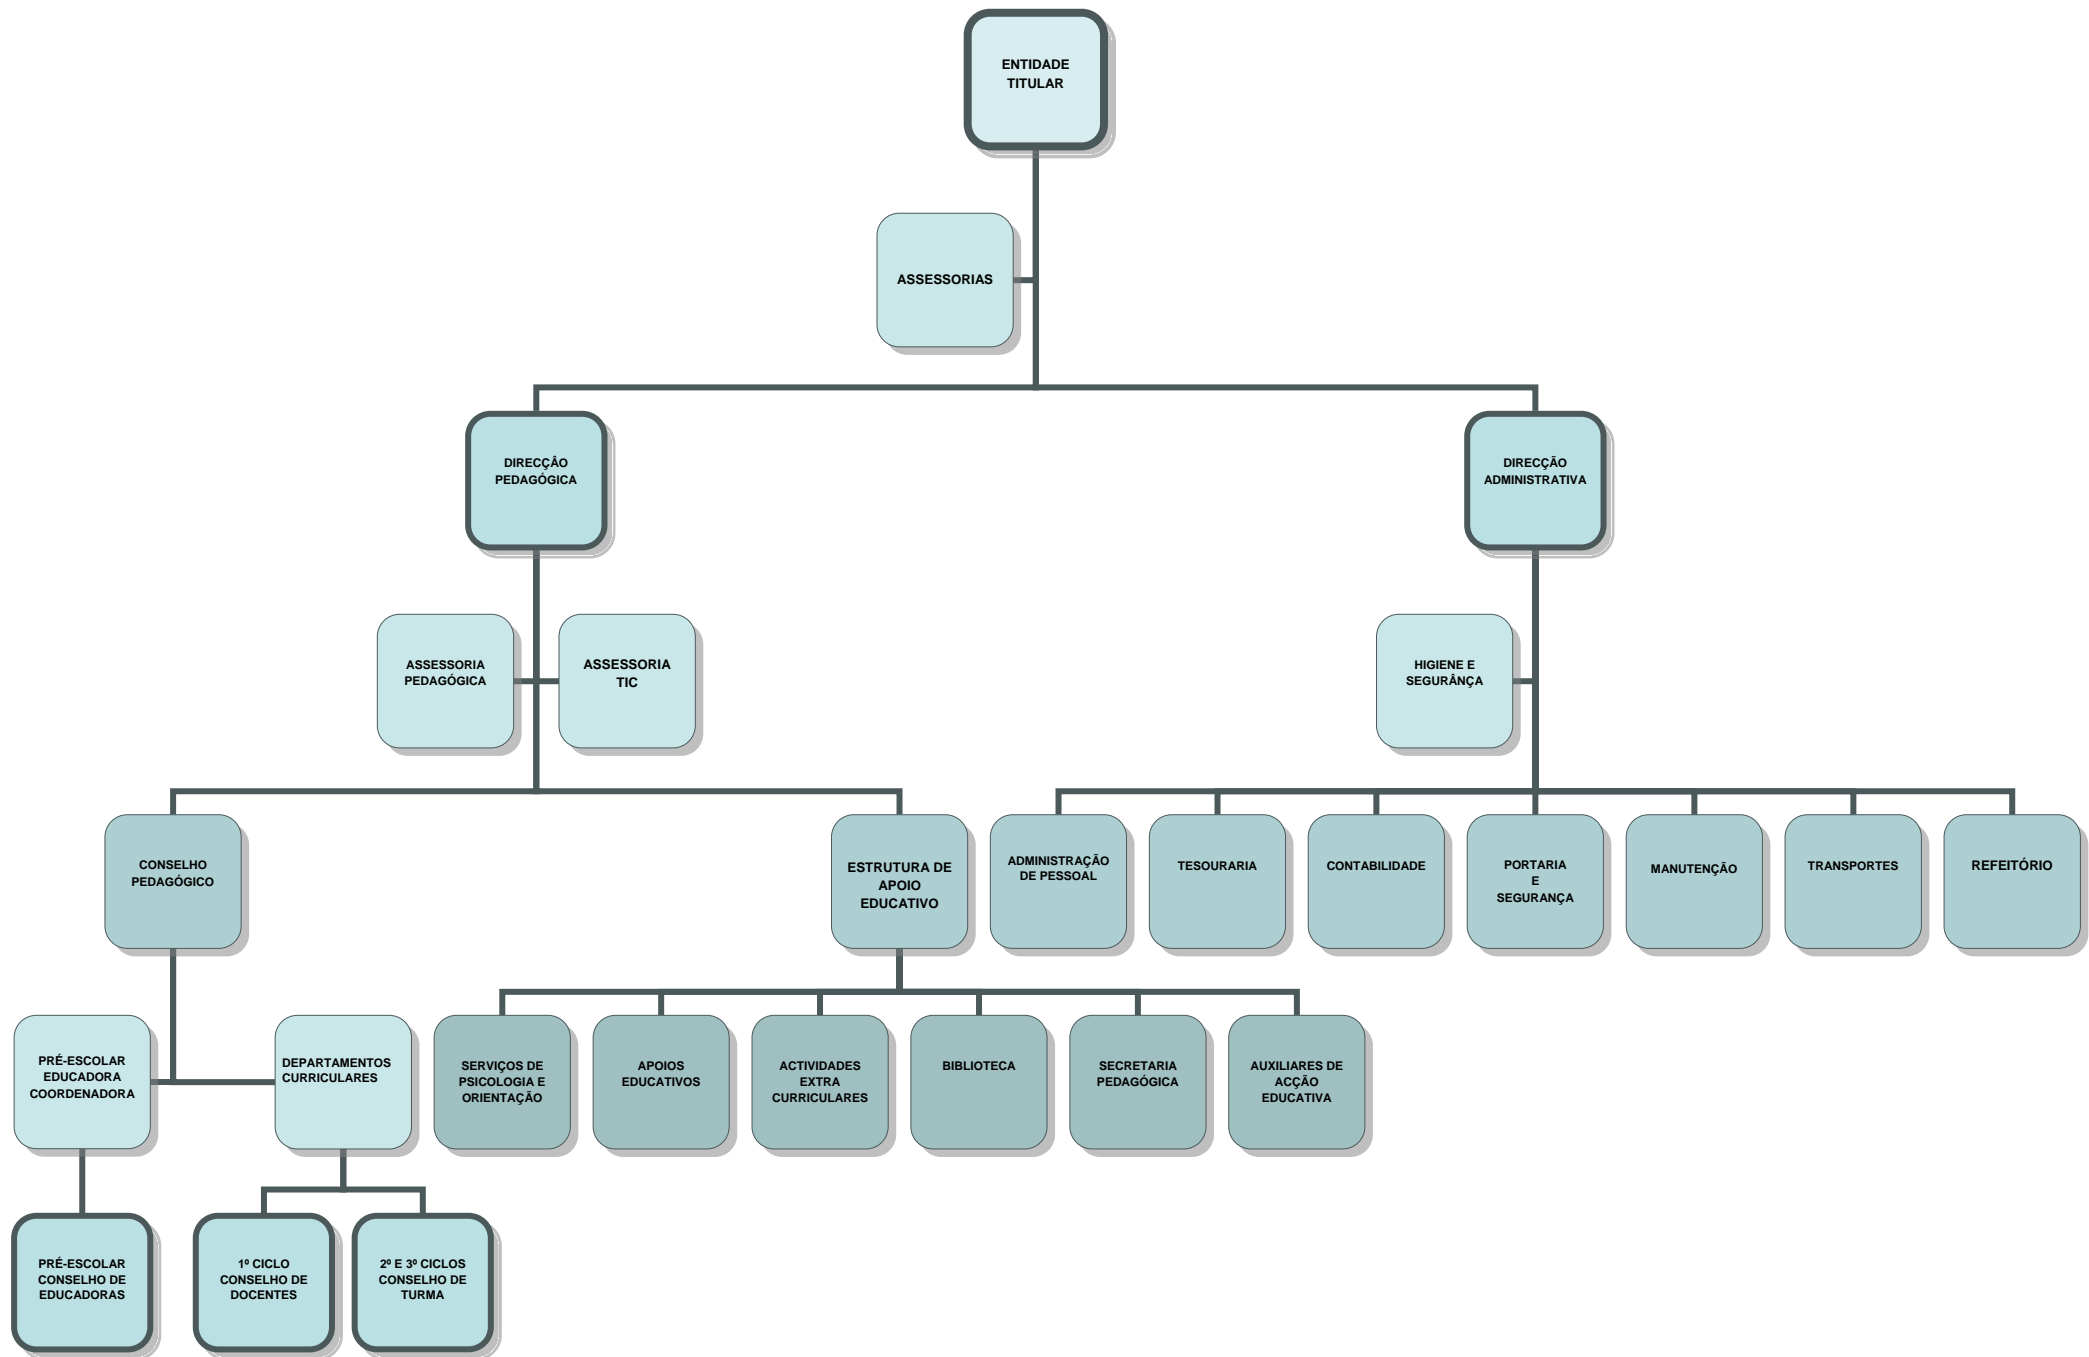 ENTIDADE
TITULAR
ASSESSORIAS
DIRECÇÂO
PEDAGÓGICA
DIRECÇÃO
ADMINISTRATIVA
ASSESSORIA
PEDAGÓGICA
ASSESSORIA
TIC
HIGIENE E
SEGURÂNÇA
CONSELHO
PEDAGÓGICO
ESTRUTURA DE
APOIO
EDUCATIVO
ADMINISTRAÇÃO
DE PESSOAL
TESOURARIA
CONTABILIDADE
PORTARIA
E
SEGURANÇA
MANUTENÇÃO
TRANSPORTES
REFEITÓRIO
PRÉ-ESCOLAR
EDUCADORA
COORDENADORA
DEPARTAMENTOS
CURRICULARES
SERVIÇOS DE
PSICOLOGIA E
ORIENTAÇÃO
APOIOS
EDUCATIVOS
ACTIVIDADES
EXTRA
CURRICULARES
BIBLIOTECA
SECRETARIA
PEDAGÓGICA
AUXILIARES DE
ACÇÃO
EDUCATIVA
PRÉ-ESCOLAR
CONSELHO DE
EDUCADORAS
1º CICLO
CONSELHO DE
DOCENTES
2º E 3º CICLOS
CONSELHO DE
TURMA